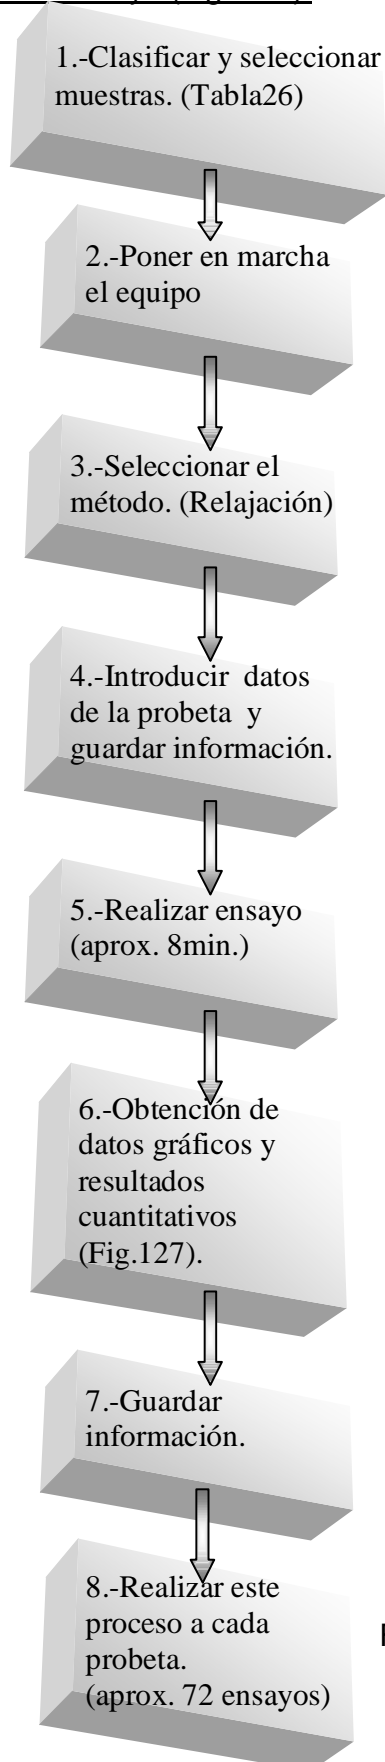 1.-Clasificar y seleccionar
muestras. (Tabla26)
2.-Poner en marcha
el equipo
3.-Seleccionar el
método. (Relajación)
4.-Introducir datos
de la probeta y
guardar información.
5.-Realizar ensayo
(aprox. 8min.)
6.-Obtención de
datos gráficos y
resultados
cuantitativos
(Fig.127).
7.-Guardar
información.
8.-Realizar este
proceso a cada
probeta.
(aprox. 72 ensayos)